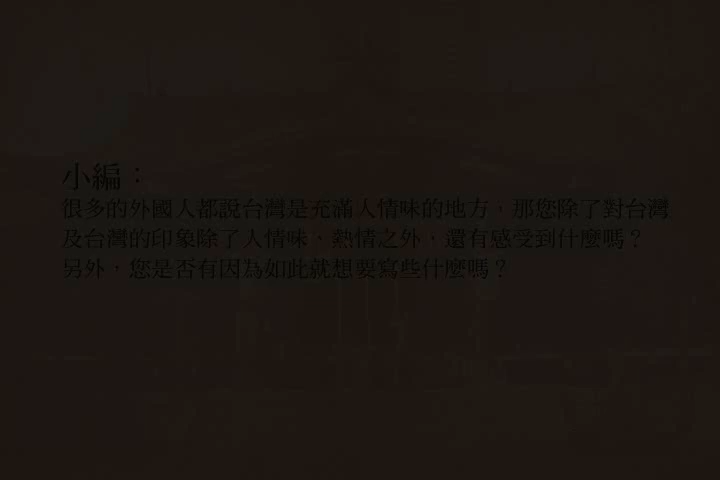 小編：
很多的外國人都說台灣是充滿人情味的地方，那您除了對台灣
及台灣的印象除了人情味、熱情之外，還有感受到什麼嗎？
另外，您是否有因為如此就想要寫些什麼嗎？